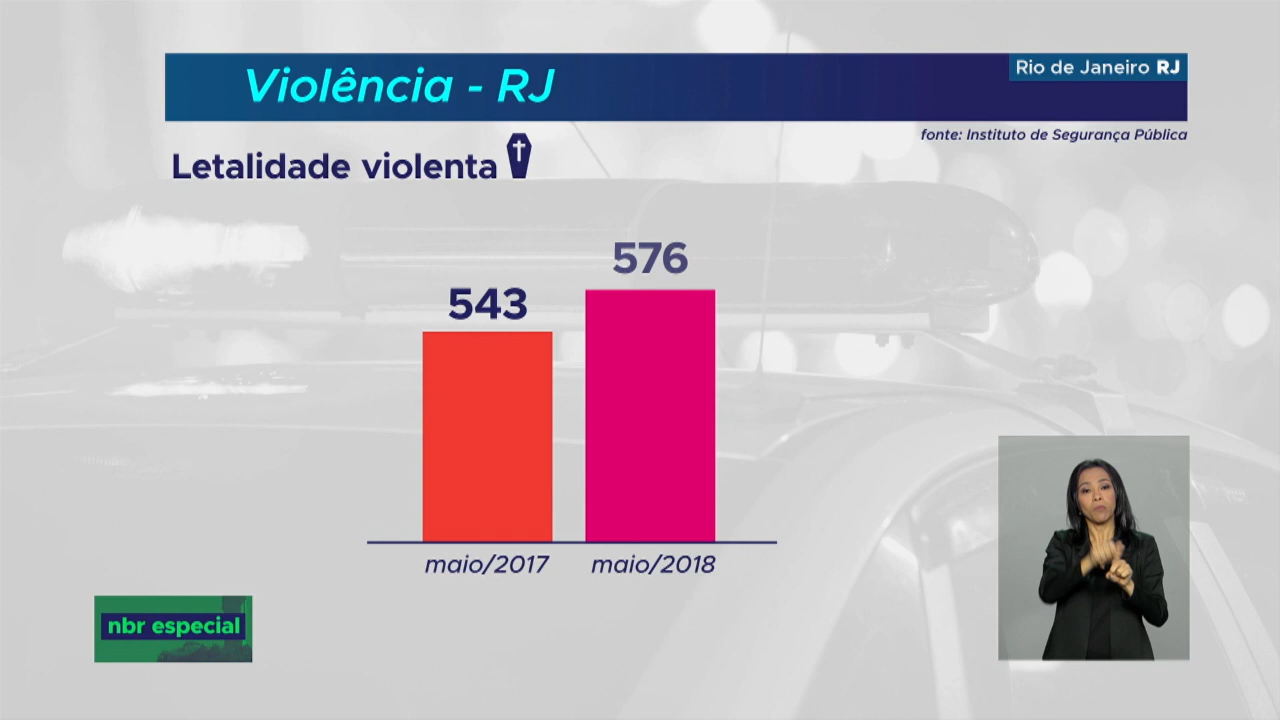 Violência - RJ
Rio de Janeiro RJ
fonte: Instituto de Segurança Pública
Letalidade violenta
543
576
maio/2017
maio/2018
nbr especial